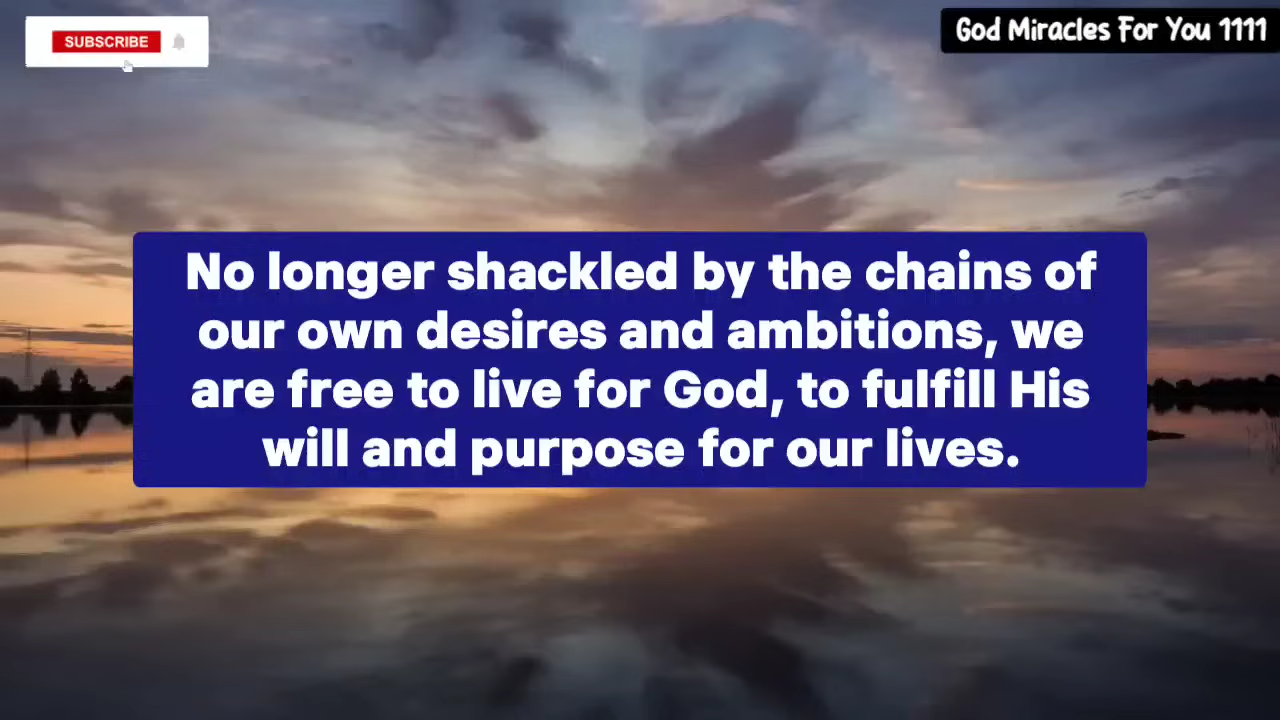 SUBSCRIBE
God Miracles For You 1111
No longer shackled by the chains of
our own desires and ambitions, we
are free to live for God, to fulfill His
will and purpose for our lives.